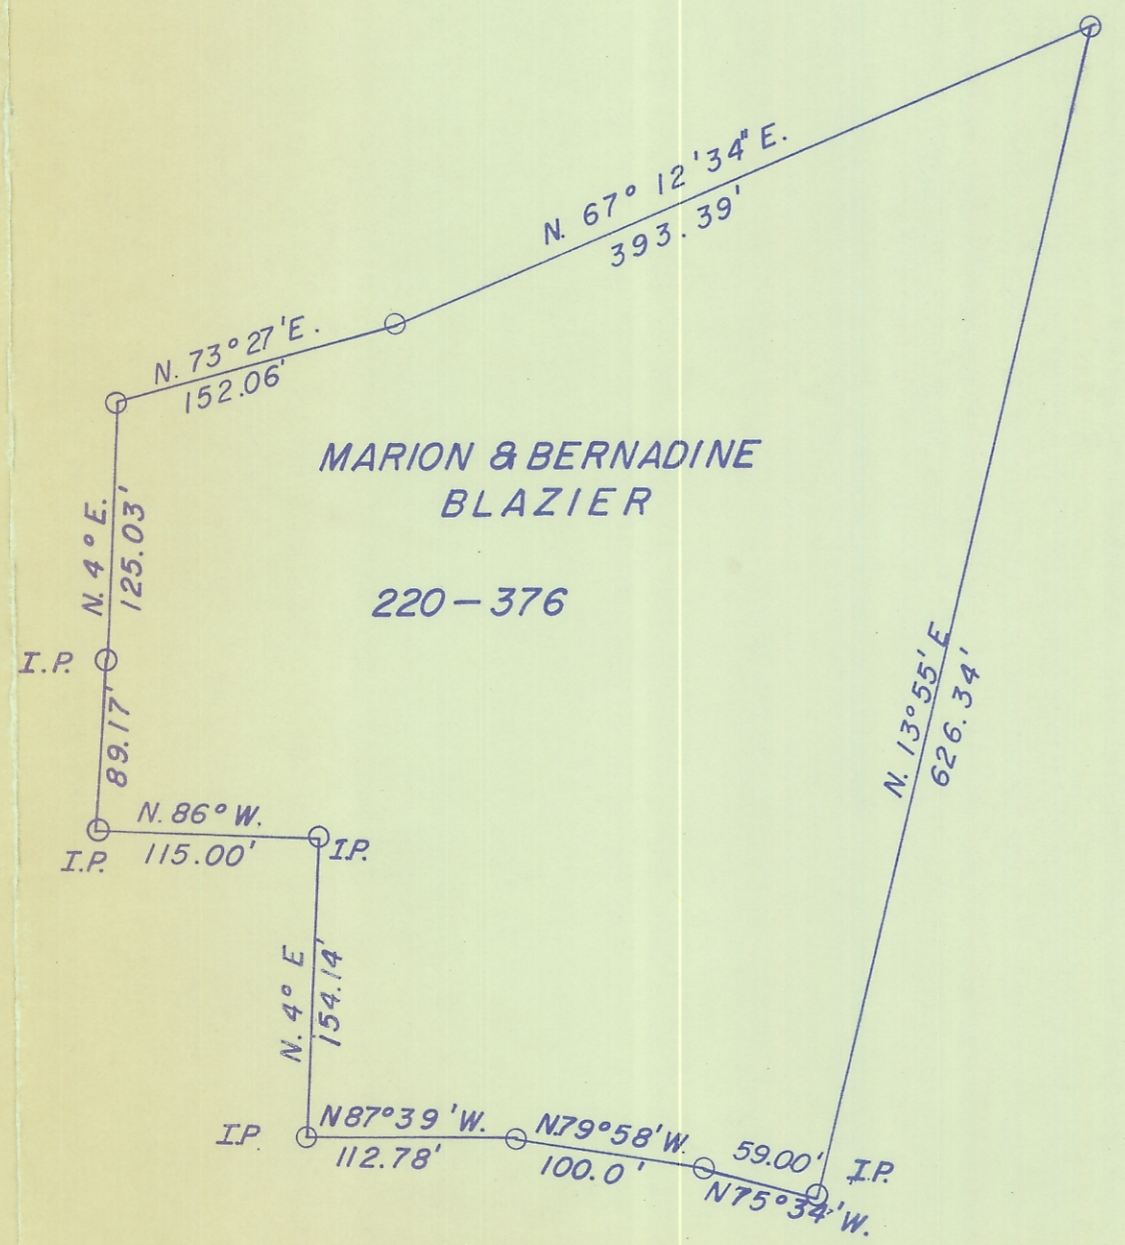 N. 67° 12'34" E.
393.39'
N. 73° 27' E.
152.06'
MARION & BERNADINE
BLAZIER
220-376
N. 4° E.
125.03'
I.P.
89.17'
N. 13° 55' E
626.34'
N. 86° W.
115.00'
I.P.
I.P.
N. 4° E
154.14'
I.P.
N87°39'W.
112.78'
N.79°58'W.
100.0'
59.00'
I.P.
N75°34'W.